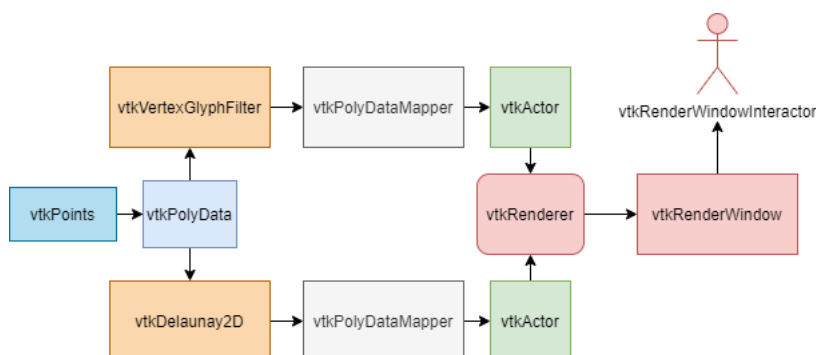 vtkVertexGlyphFilter
vtkPolyDataMapper
vtkActor
vtkRenderWindowInteractor
vtkPoints
vtkPolyData
vtkRenderer
vtkRenderWindow
vtkDelaunay2D
vtkPolyDataMapper
vtkActor